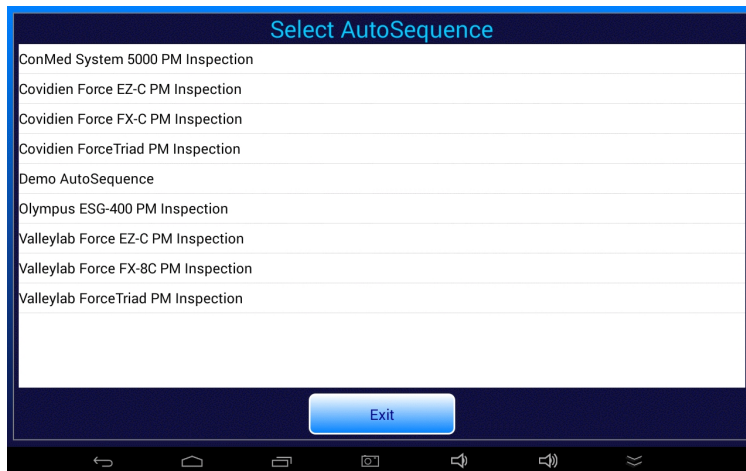 Select AutoSequence
ConMed System 5000 PM Inspection
Covidien Force EZ-C PM Inspection
Covidien Force FX-C PM Inspection
Covidien ForceTriad PM Inspection
Demo AutoSequence
Olympus ESG-400 PM Inspection
Valleylab Force EZ-C PM Inspection
Valleylab Force FX-8C PM Inspection
Valleylab ForceTriad PM Inspection
Exit